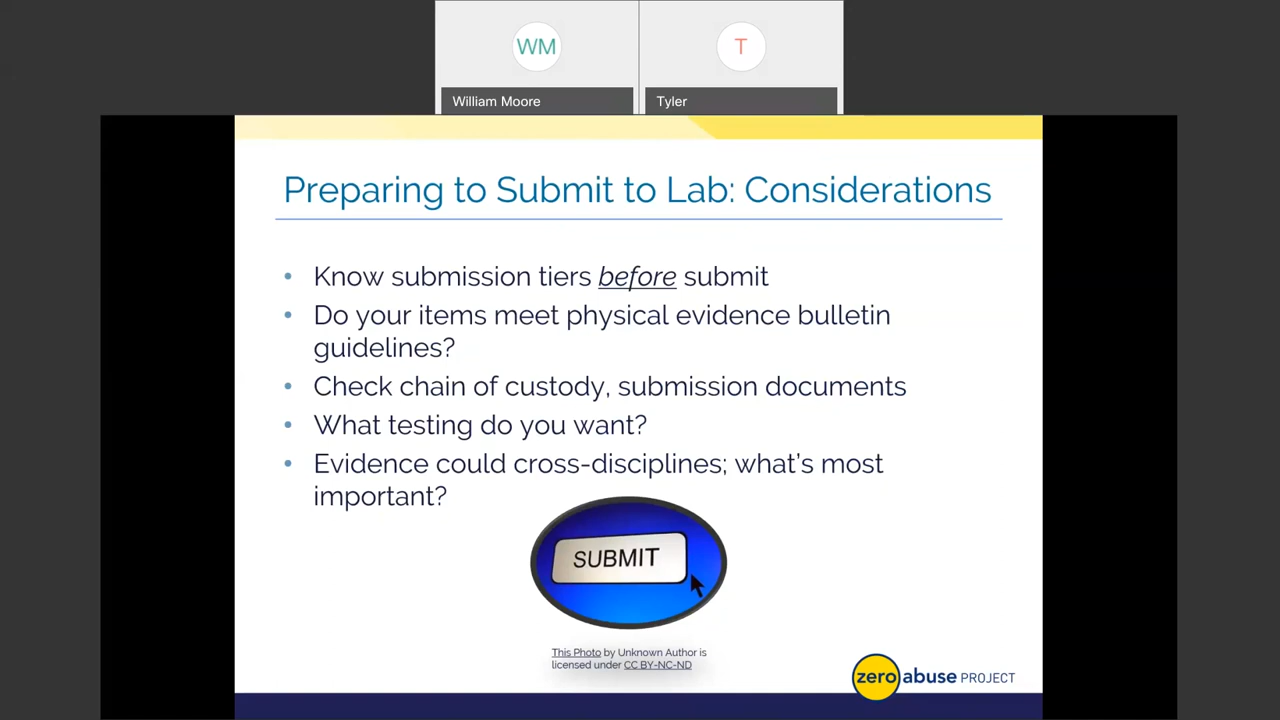 WM
T
William Moore
Tyler
Preparing to Submit to Lab: Considerations
• Know submission tiers before submit
• Do your items meet physical evidence bulletin
guidelines?
• Check chain of custody, submission documents
• What testing do you want?
• Evidence could cross-disciplines; what's most
important?
SUBMIT
This Photo by Unknown Author is
licensed under CC BY-NC-ND
zero abuse PROJECT